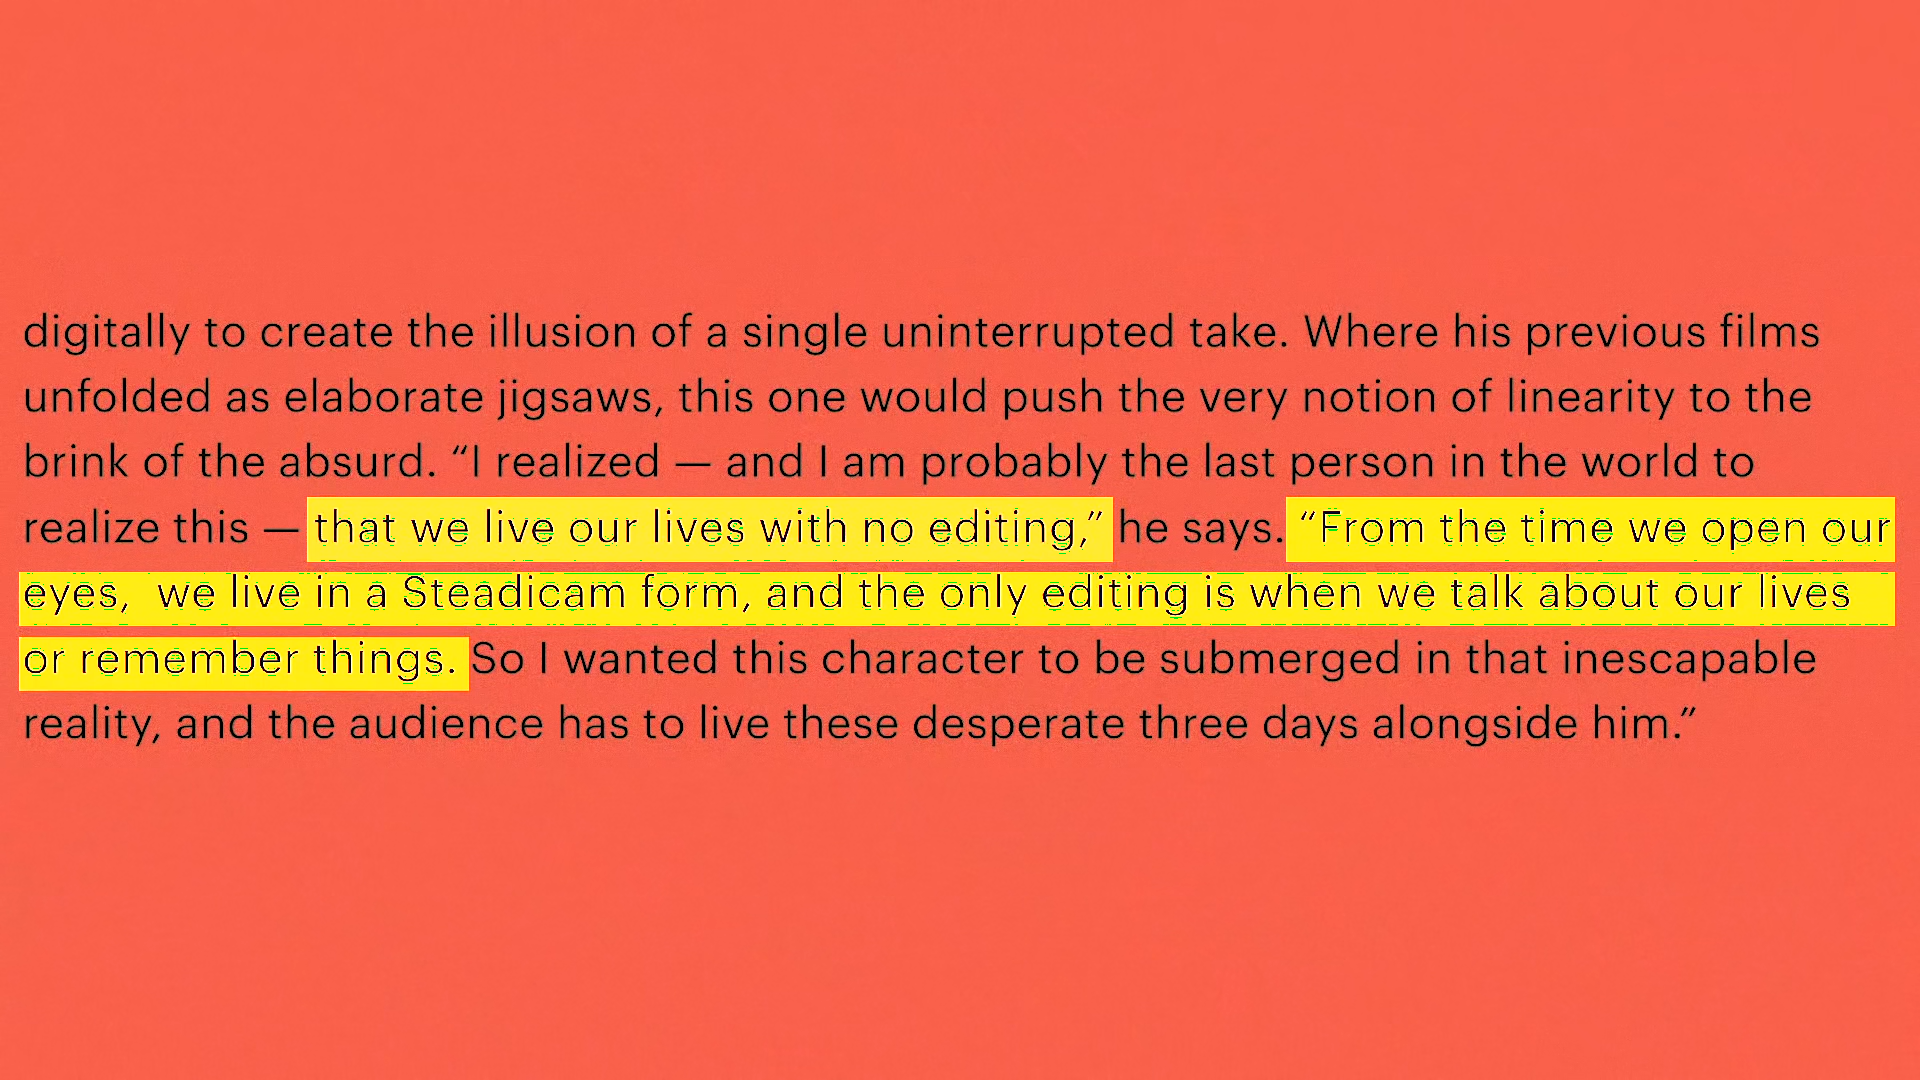 digitally to create the illusion of a single uninterrupted take. Where his previous films
unfolded as elaborate jigsaws, this one would push the very notion of linearity to the
brink of the absurd. “I realized — and I am probably the last person in the world to
realize this — that we live our lives with no editing,” he says. “From the time we open our
eyes,  we live in a Steadicam form, and the only editing is when we talk about our lives
or remember things. So I wanted this character to be submerged in that inescapable
reality, and the audience has to live these desperate three days alongside him.”